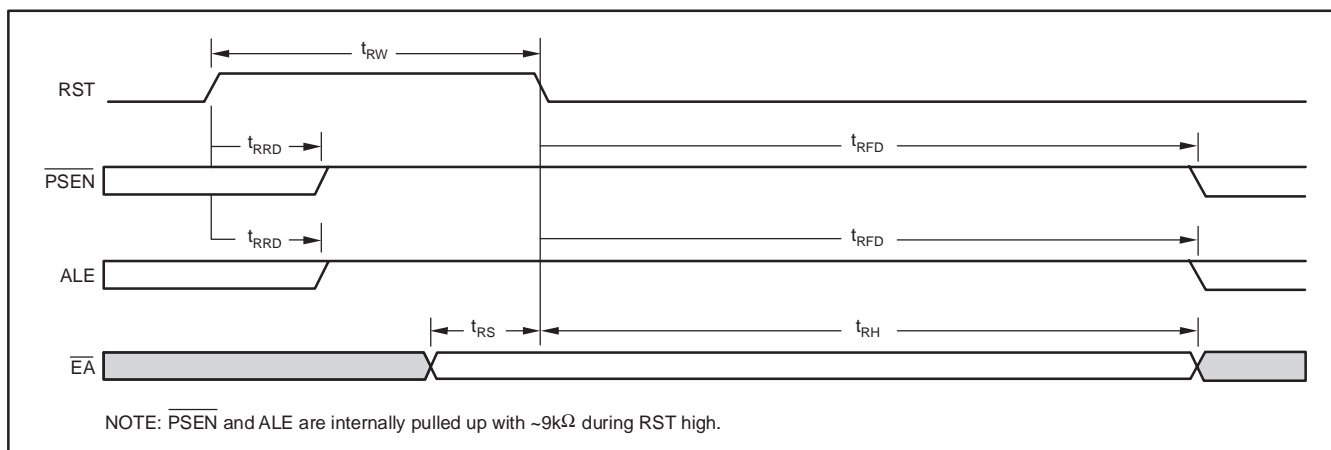 tRW
RST
tRRD tRFD
PSEN
tRRD tRFD
ALE
tRS tRH
EA
NOTE: PSEN and ALE are internally pulled up with ~9kΩ during RST high.